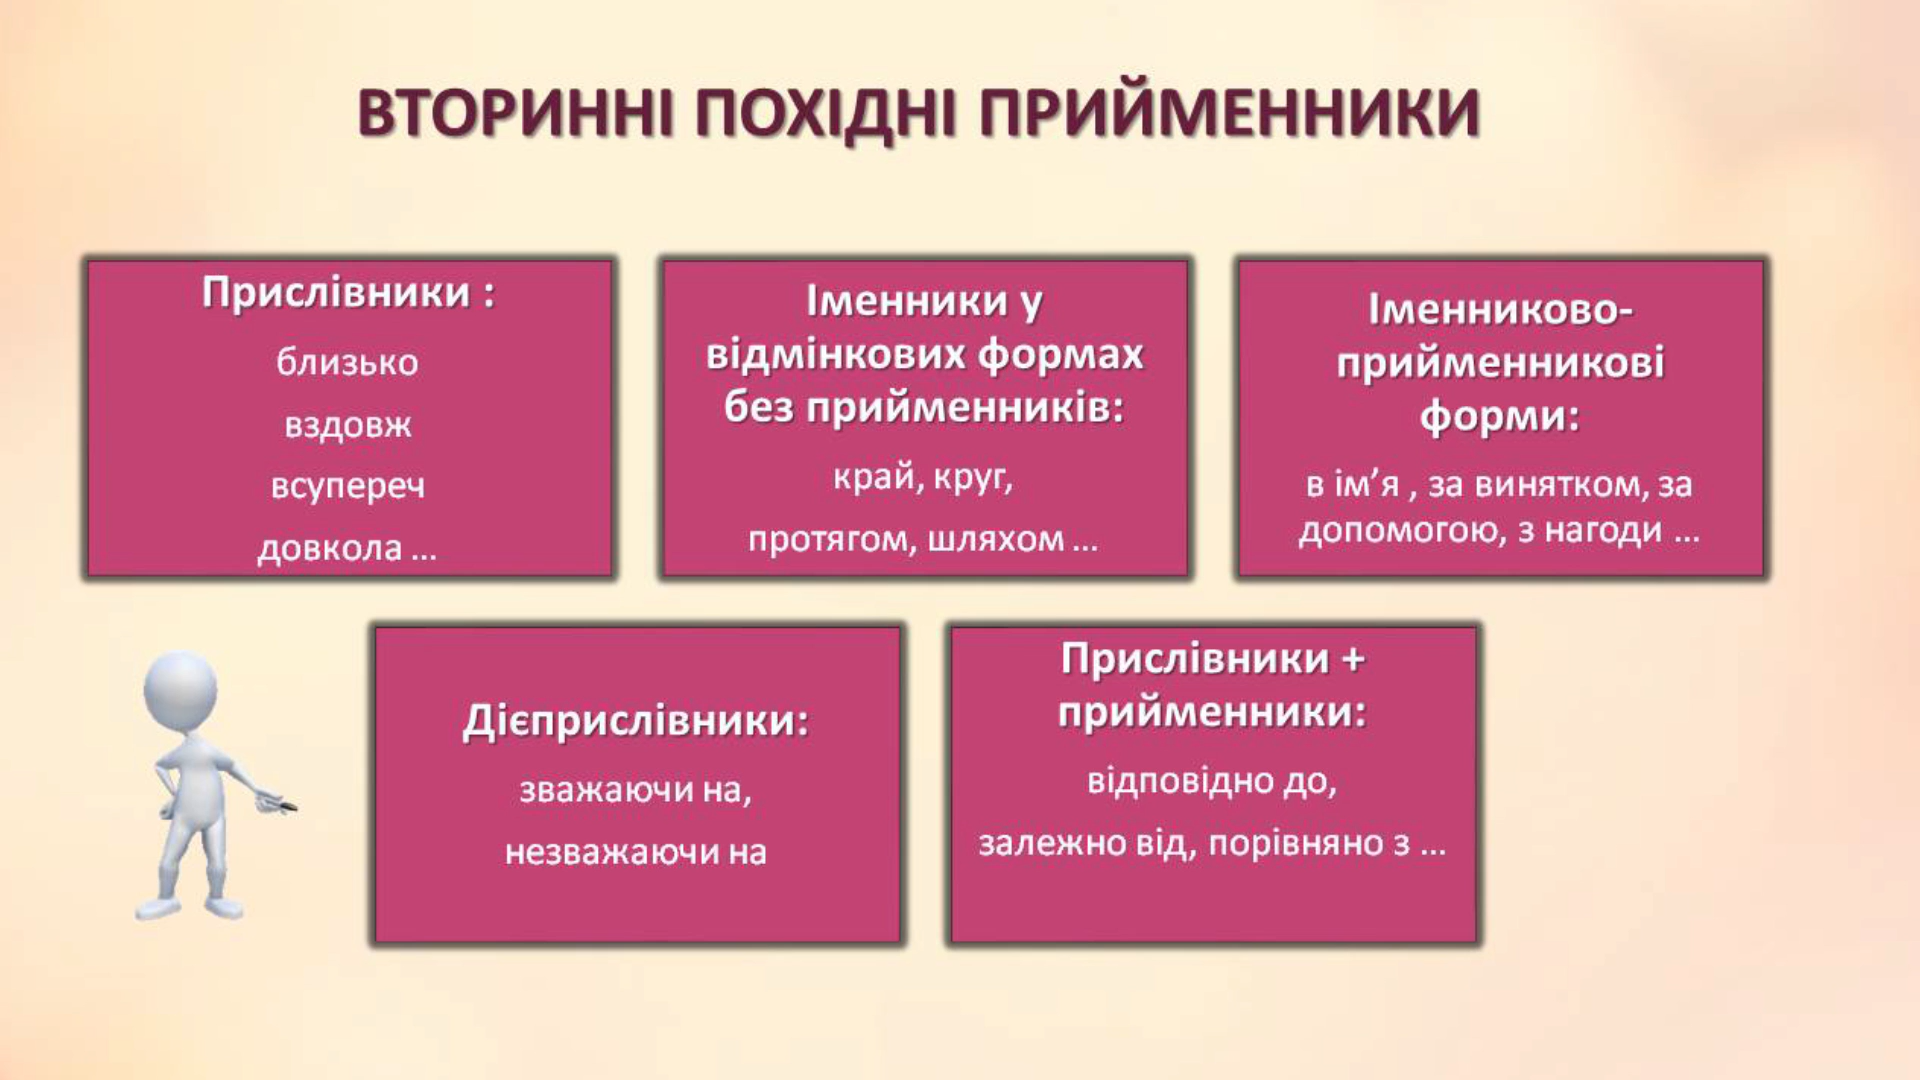 ВТОРИННІ ПОХІДНІ ПРИЙМЕННИКИ
Прислівники :
близько
вздовж
всупереч
довкола ...
Іменники у
відмінкових формах
без прийменників:
край, круг,
протягом, шляхом ...
Іменниково-
прийменникові
форми:
в ім’я , за винятком, за
допомогою, з нагоди ...
Дієприслівники:
зважаючи на,
незважаючи на
Прислівники +
прийменники:
відповідно до,
залежно від, порівняно з ...